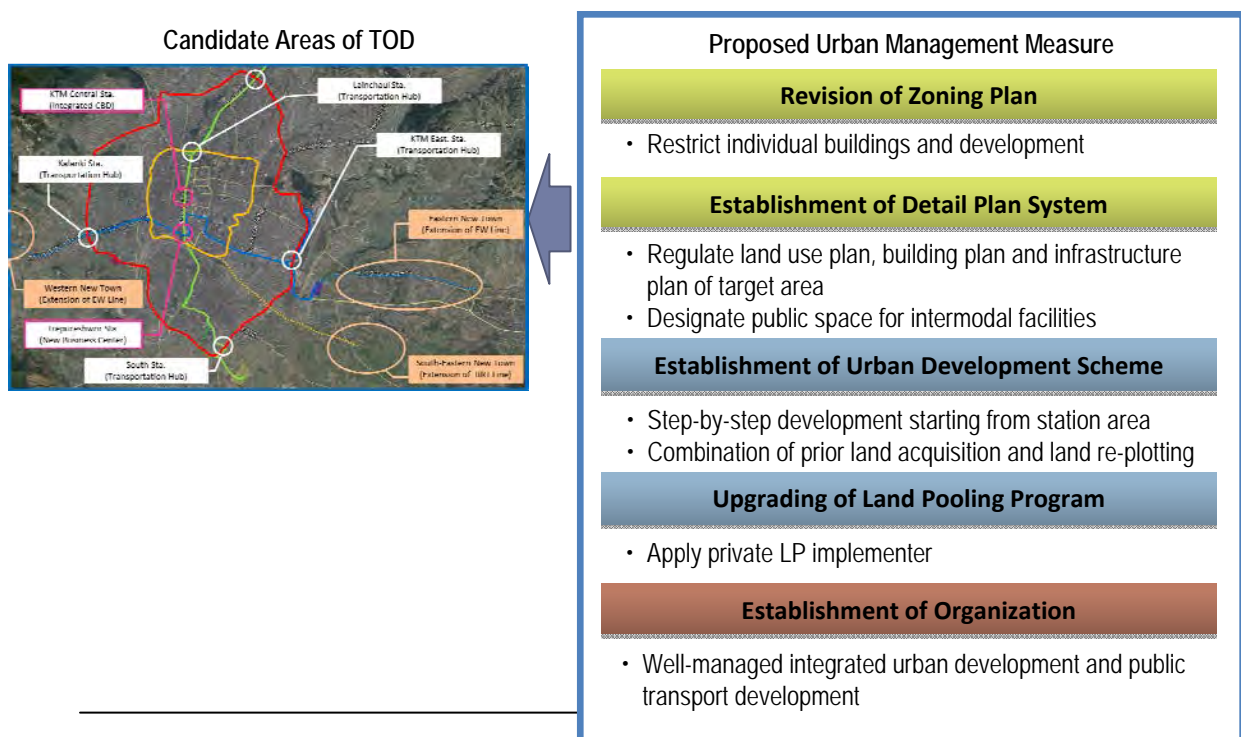 Candidate Areas of TOD
KTM Central Sta.
(Integrated CBD)
Lainchaul Sta.
(Transportation Hub)
KTM East. Sta.
(Transportation Hub)
Kalanki Sta.
(Transportation Hub)
Eastern New Town
(Extension of EW Line)
Western New Town
(Extension of EW Line)
Sta.
(New Business Center)
South Sta.
(Transportation Hub)
South-Eastern New Town
(Extension of Line)
Proposed Urban Management Measure
Revision of Zoning Plan
・ Restrict individual buildings and development
Establishment of Detail Plan System
・ Regulate land use plan, building plan and infrastructure
plan of target area
・ Designate public space for intermodal facilities
Establishment of Urban Development Scheme
・ Step-by-step development starting from station area
・ Combination of prior land acquisition and land re-plotting
Upgrading of Land Pooling Program
・ Apply private LP implementer
Establishment of Organization
・ Well-managed integrated urban development and public
transport development